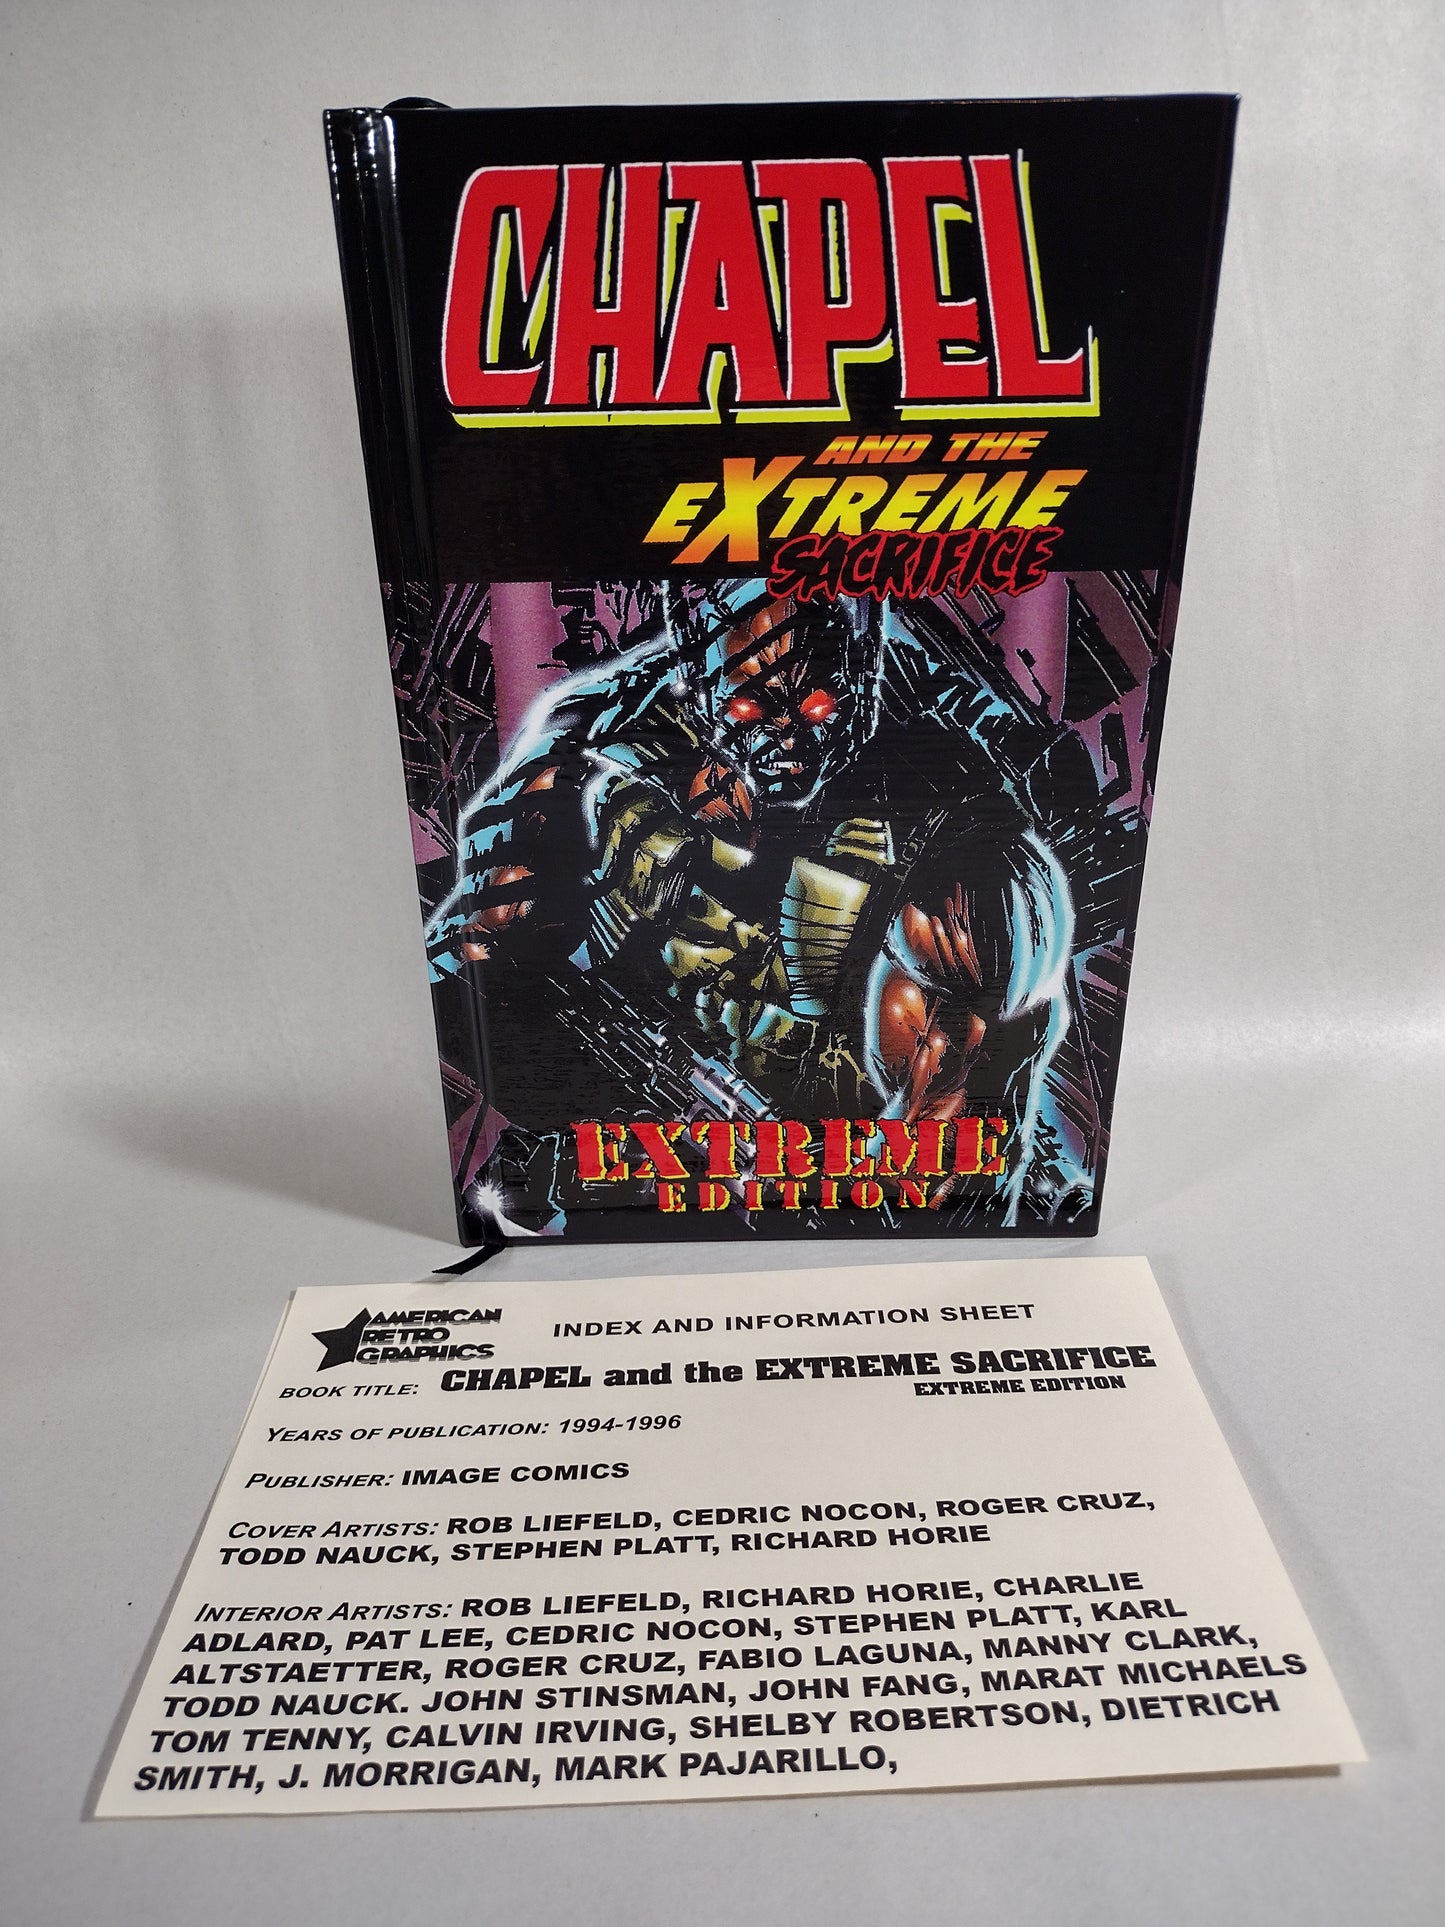 CHAPEL
AND THE
EXTREME
SACRIFICE
EXTREME
EDITION
AMERICAN
RETRO
GRAPHICS
INDEX AND INFORMATION SHEET
BOOK TITLE: CHAPEL and the EXTREME SACRIFICE
EXTREME EDITION
YEARS OF PUBLICATION: 1994-1996
PUBLISHER: IMAGE COMICS
COVER ARTISTS: ROB LIEFELD, CEDRIC NOCON, ROGER CRUZ,
TODD NAUCK, STEPHEN PLATT, RICHARD HORIE
INTERIOR ARTISTS: ROB LIEFELD, RICHARD HORIE, CHARLIE
ADLARD, PAT LEE, CEDRIC NOCON, STEPHEN PLATT, KARL
ALTSTAETTER, ROGER CRUZ, FABIO LAGUNA, MANNY CLARK,
TODD NAUCK. JOHN STINSMAN, JOHN FANG, MARAT MICHAELS
TOM TENNY, CALVIN IRVING, SHELBY ROBERTSON, DIETRICH
SMITH, J. MORRIGAN, MARK PAJARILLO,